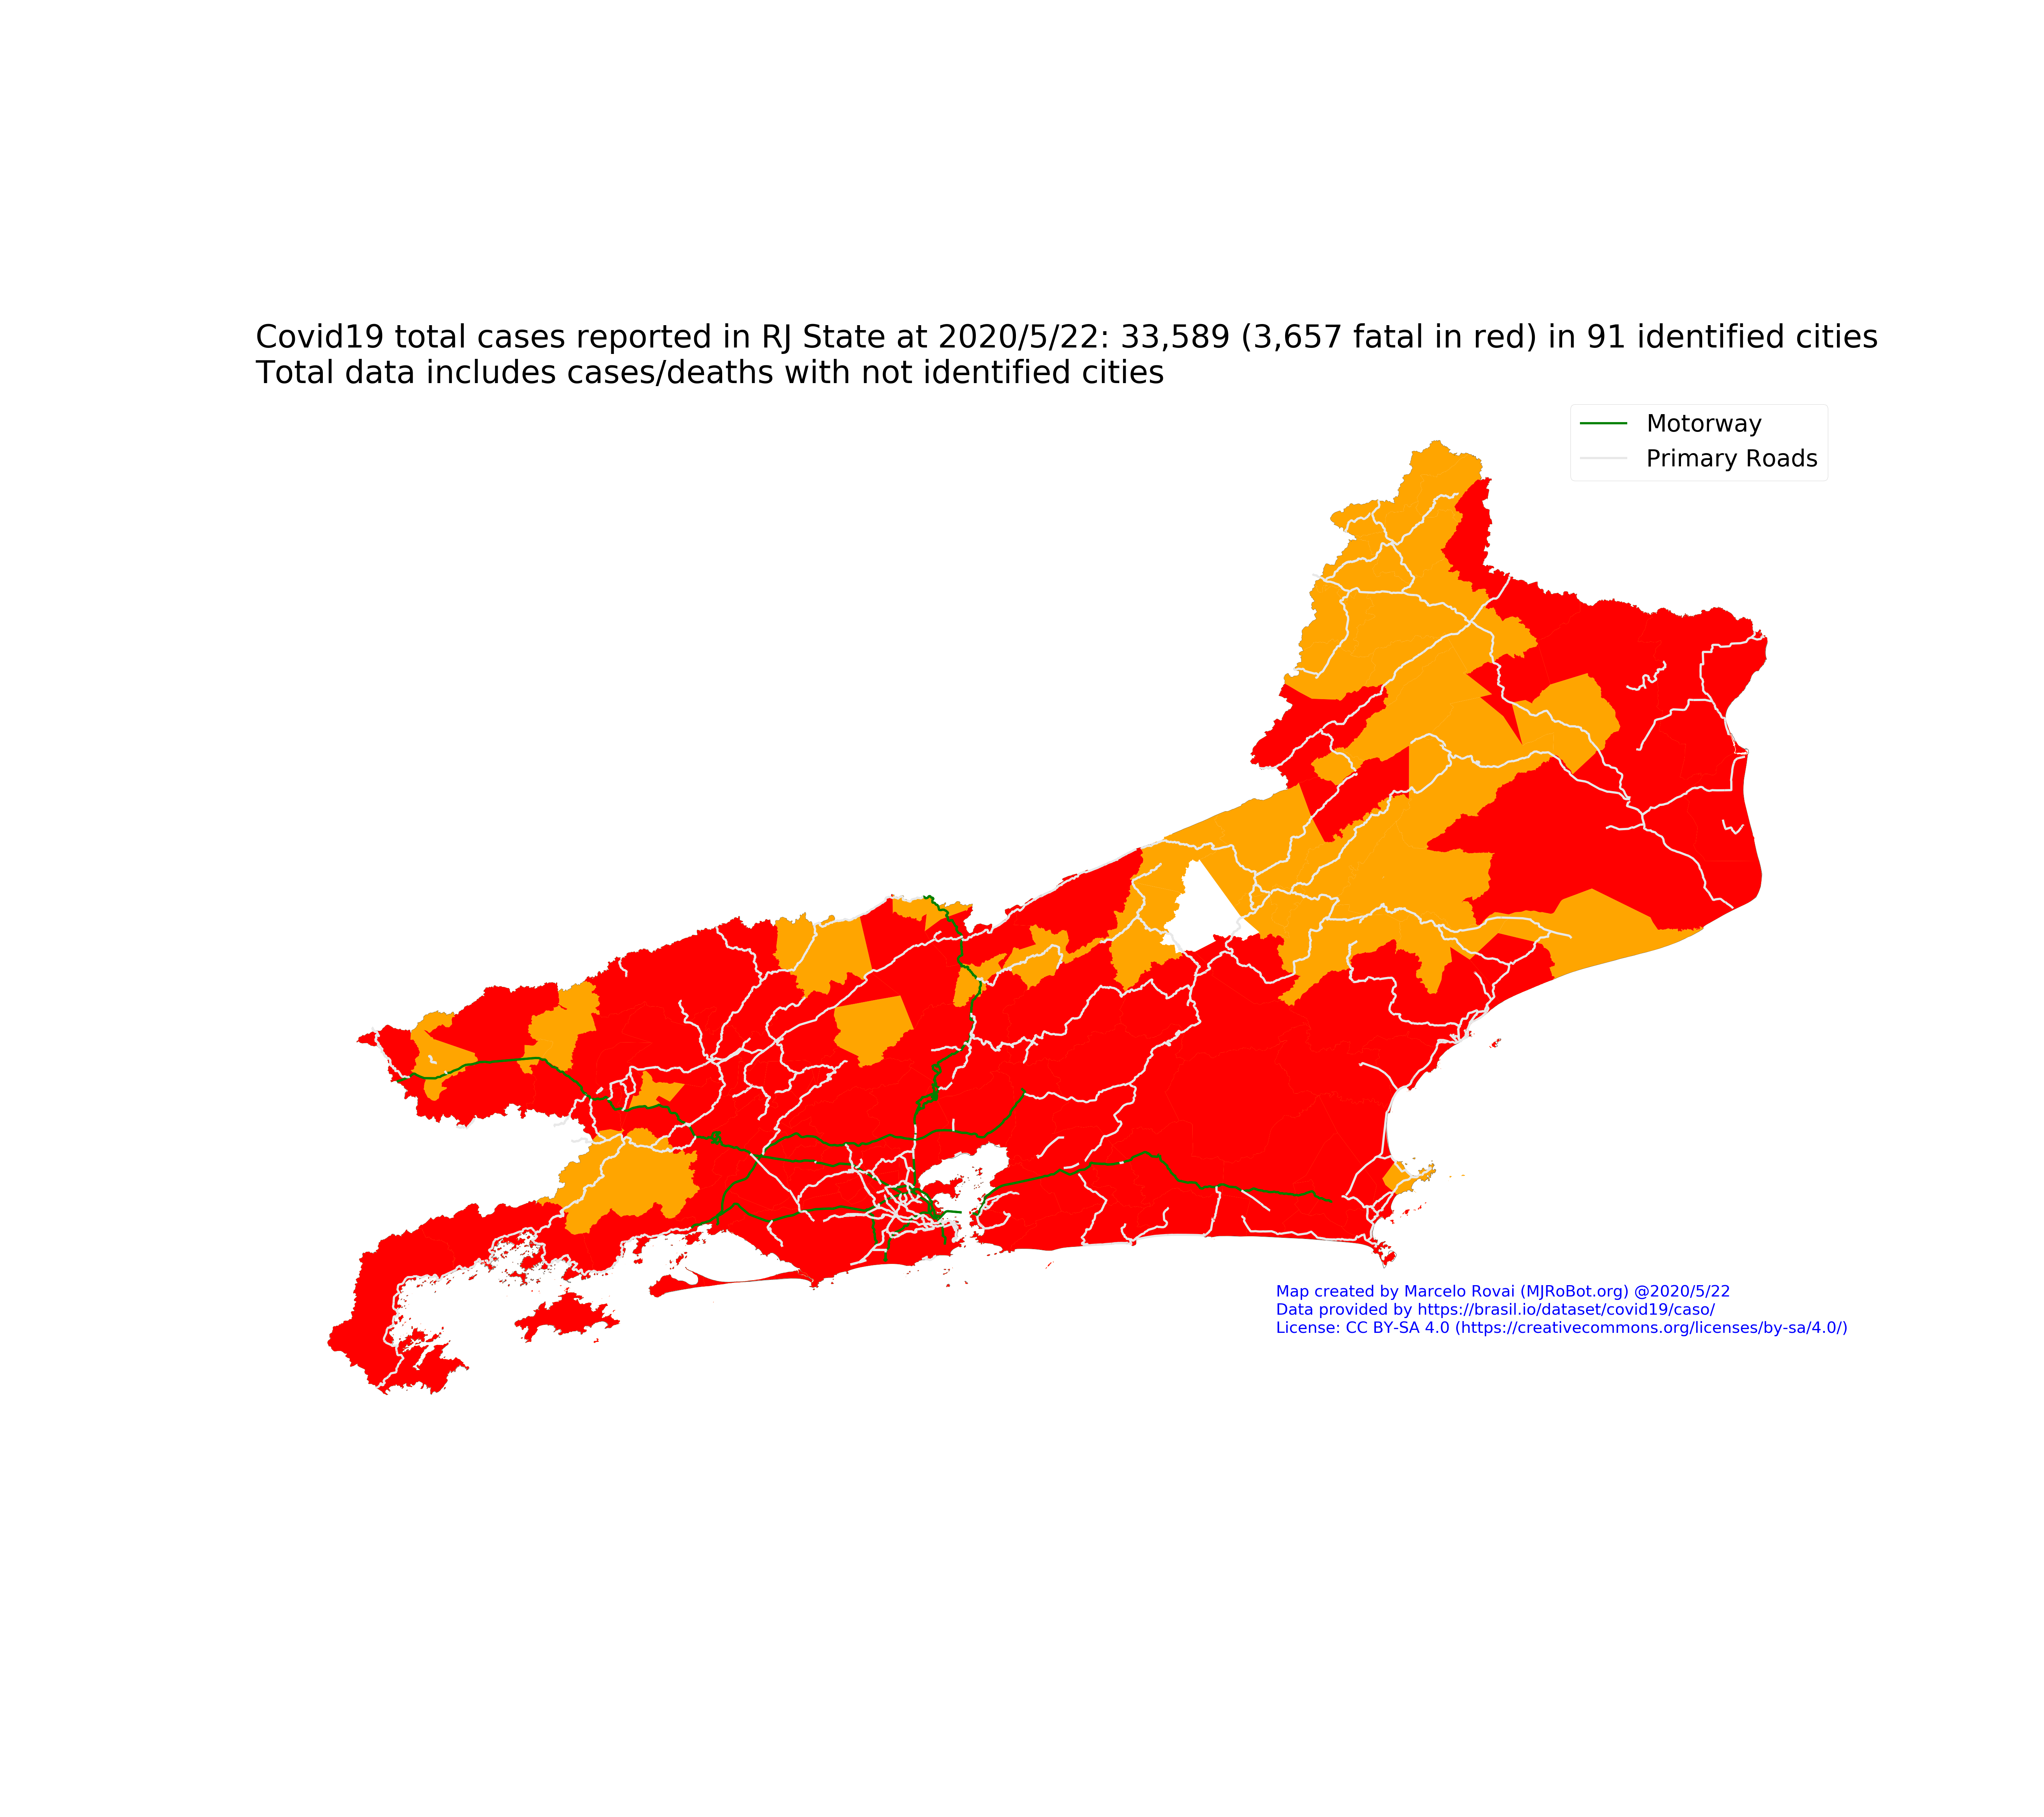 Covid19 total cases reported in RJ State at 2020/5/22: 33,589 (3,657 fatal in red) in 91 identified cities
Total data includes cases/deaths with not identified cities
Motorway
Primary Roads
Map created by Marcelo Rovai (MJRoBot.org) @2020/5/22
Data provided by https://brasil.io/dataset/covid19/caso/
License: CC BY-SA 4.0 (https://creativecommons.org/licenses/by-sa/4.0/)